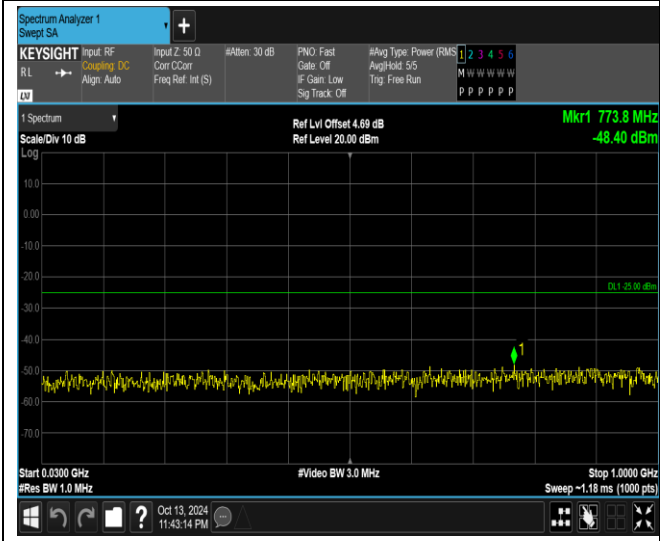 Spectrum Analyzer 1
Swept SA
+
KEYSIGHT Input: RF Input Z: 50 Ω #Atten: 30 dB PNO: Fast #Avg Type: Power (RMS 1 2 3 4 5 6
RL Coupling: DC Corr CCorr Gate: Off Avg|Hold: 5/5 M W W W W W
Align: Auto Freq Ref: Int (S) IF Gain: Low Trig: Free Run
LXI Sig Track: Off P P P P P P
1 Spectrum Ref Lvl Offset 4.69 dB Mkr1 773.8 MHz
Scale/Div 10 dB Ref Level 20.00 dBm -48.40 dBm
Log
10.0
0.00
-10.0
-20.0
DL1 -25.00 dBm
-30.0
-40.0
1
-50.0
-60.0
-70.0
Start 0.0300 GHz #Video BW 3.0 MHz Stop 1.0000 GHz
#Res BW 1.0 MHz Sweep ~1.18 ms (1000 pts)
? Oct 13, 2024
11:43:14 PM